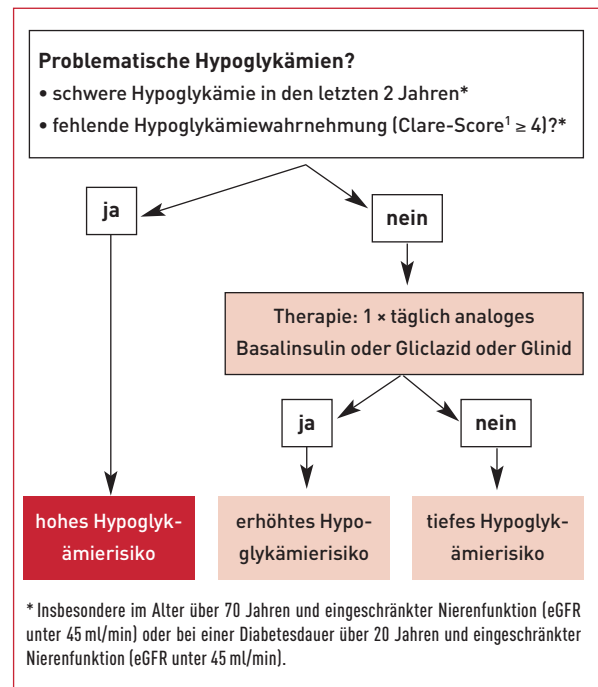 Problematische Hypoglykämien?
• schwere Hypoglykämie in den letzten 2 Jahren*
• fehlende Hypoglykämiewahrnehmung (Clare-Score¹ ≥ 4)?*
ja
nein
Therapie: 1 × täglich analoges
Basalinsulin oder Gliclazid oder Glinid
ja
nein
hohes Hypoglyk-
ämierisiko
erhöhtes Hypo-
glykämierisiko
tiefes Hypoglyk-
ämierisiko
* Insbesondere im Alter über 70 Jahren und eingeschränkter Nierenfunktion (eGFR
unter 45 ml/min) oder bei einer Diabetesdauer über 20 Jahren und eingeschränkter
Nierenfunktion (eGFR unter 45 ml/min).